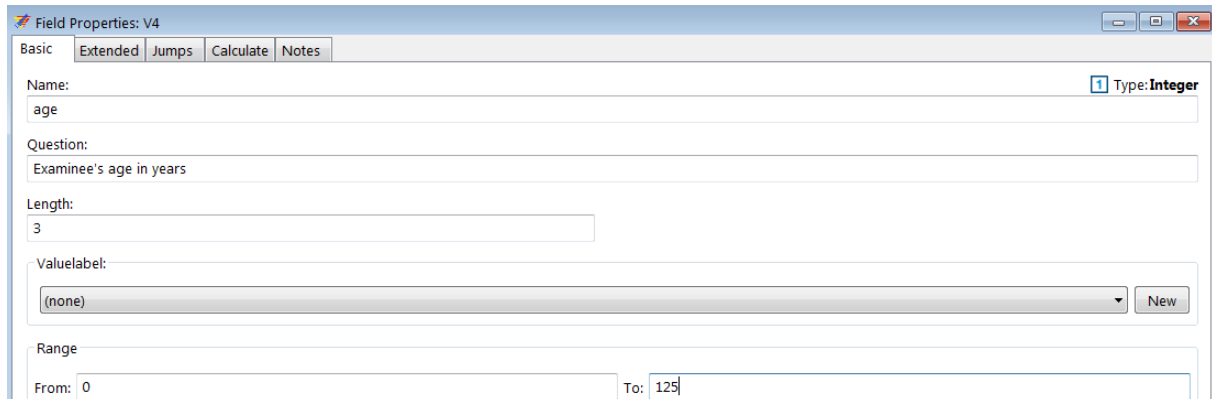 Field Properties: V4
Basic Extended Jumps Calculate Notes
Name: 1 Type:Integer
age
Question:
Examinee's age in years
Length:
3
Valuelabel:
(none) New
Range
From: 0 To: 125